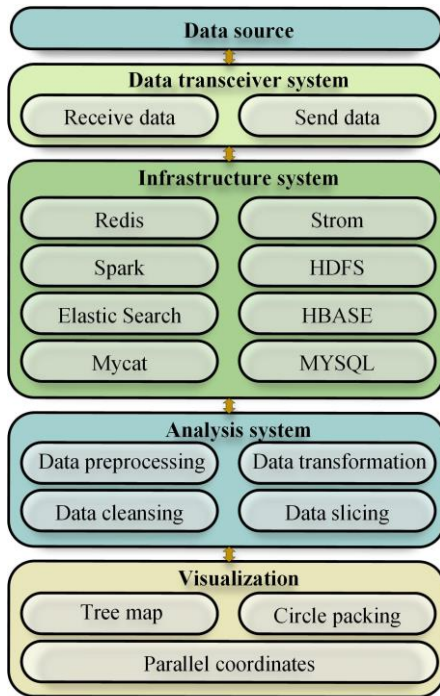 Data source
Data transceiver system
Receive data
Send data
Infrastructure system
Redis
Strom
Spark
HDFS
Elastic Search
HBASE
Mycat
MYSQL
Analysis system
Data preprocessing
Data transformation
Data cleansing
Data slicing
Visualization
Tree map
Circle packing
Parallel coordinates